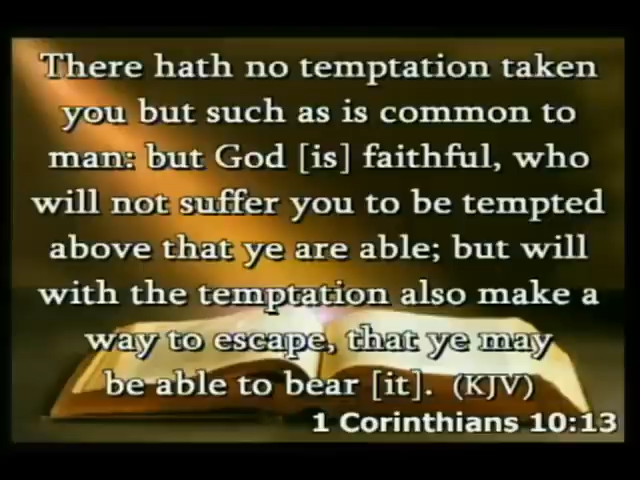 There hath no temptation taken
you but such as is common to
man: but God [is] faithful, who
will not suffer you to be tempted
above that ye are able; but will
with the temptation also make a
way to escape, that ye may
be able to bear [it]. (KJV)
1 Corinthians 10:13